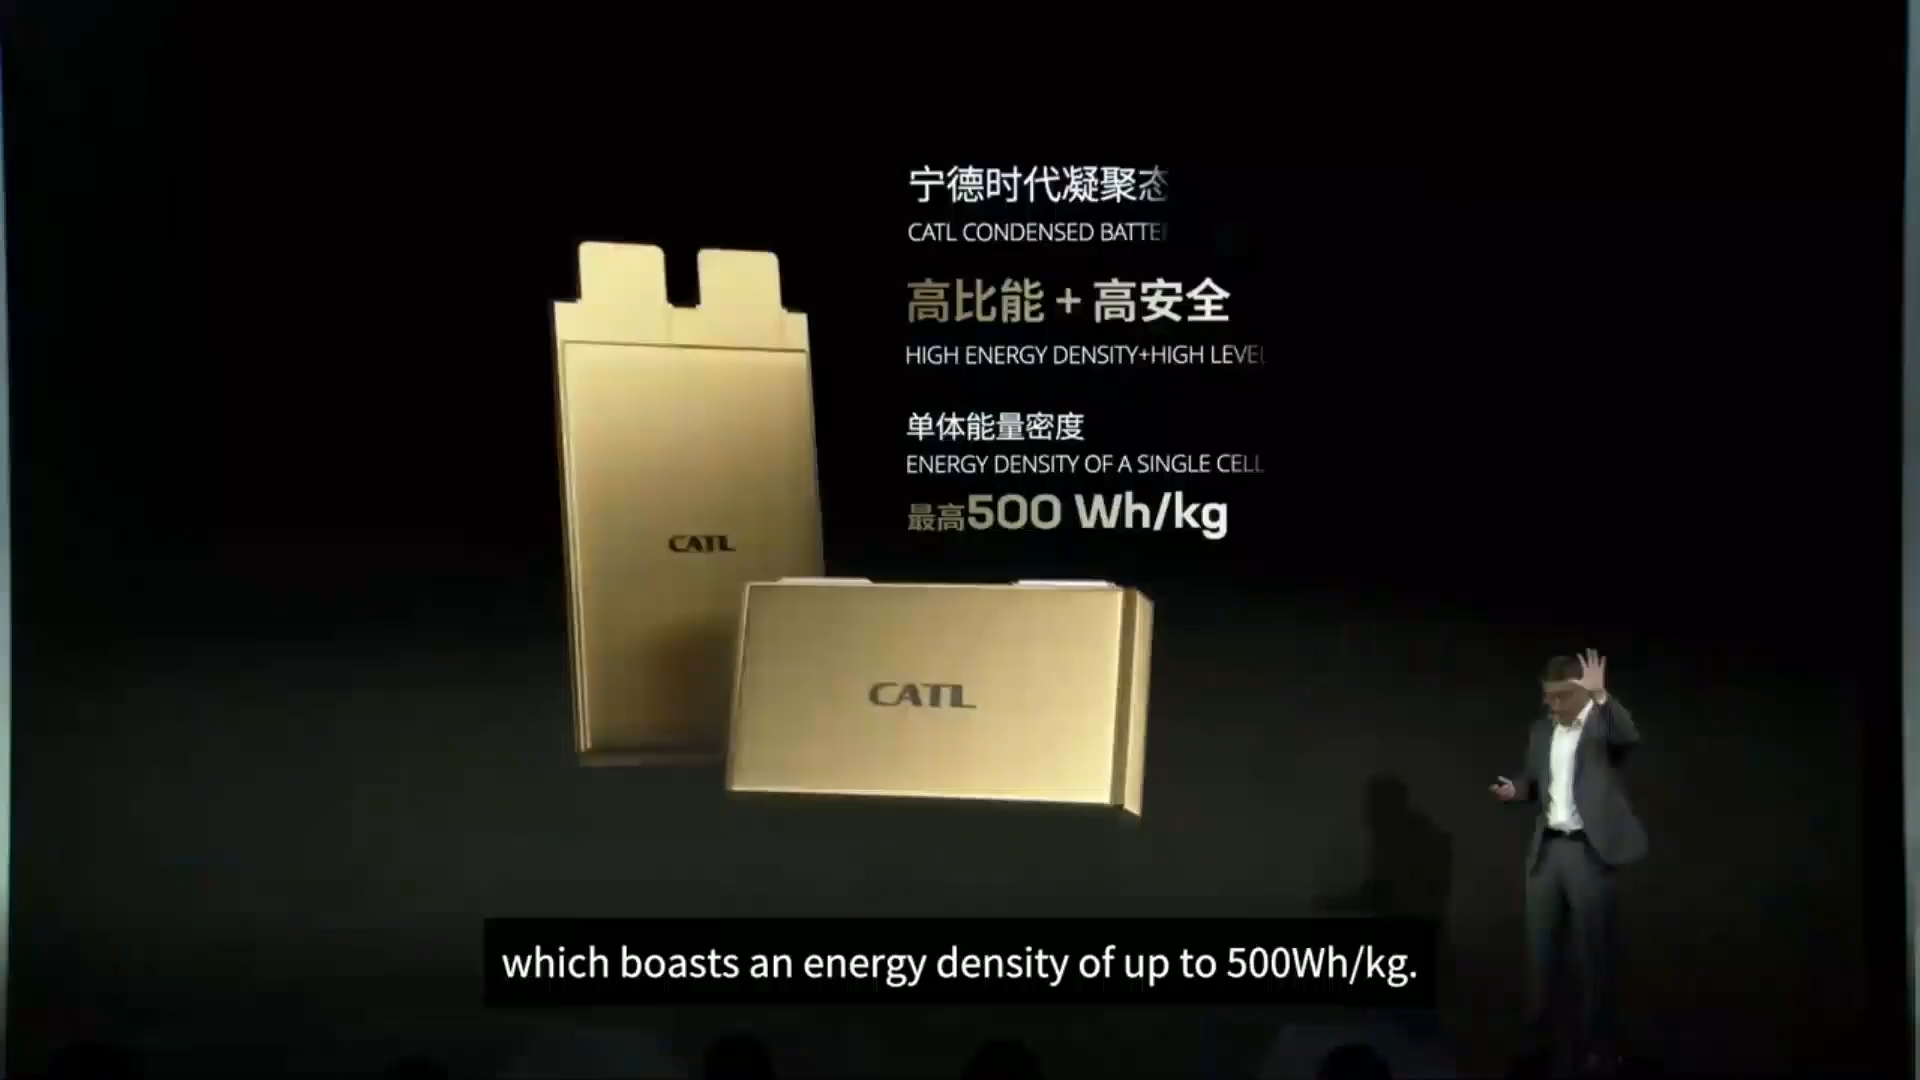 宁德时代凝聚态
CATL CONDENSED BATTE
高比能 + 高安全
HIGH ENERGY DENSITY+HIGH LEVEL
单体能量密度
ENERGY DENSITY OF A SINGLE CELL
最高500 Wh/kg
CATL
CATL
which boasts an energy density of up to 500Wh/kg.